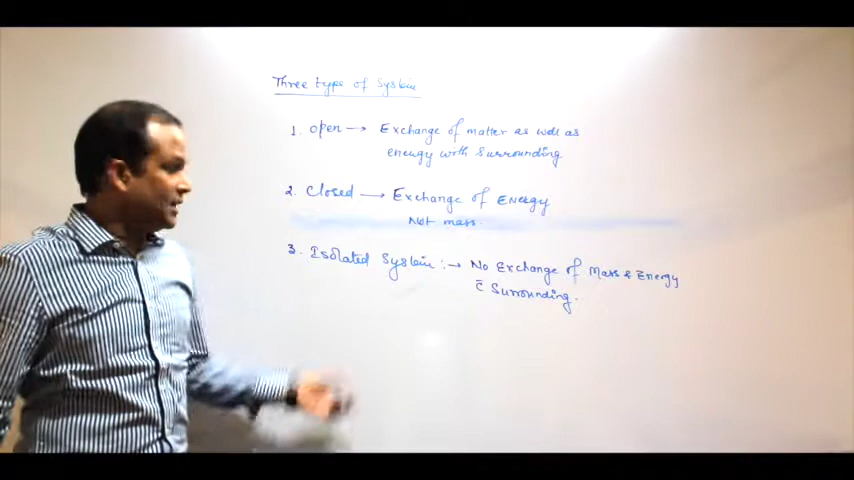 Three type of System
1. open → Exchange of matter as well as
energy with Surrounding
2. Closed → Exchange of Energy
Not mass.
3. Isolated System :→ No Exchange of Mass & Energy
c̄ Surrounding.